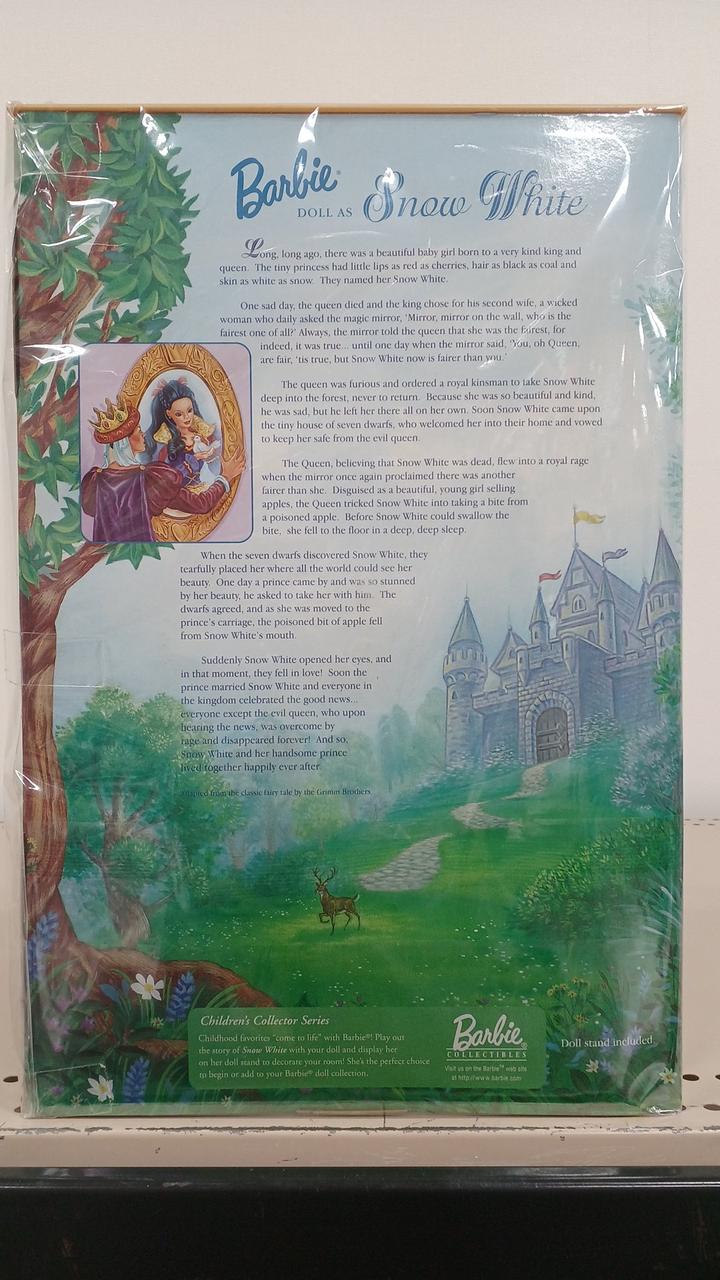 Barbie®
DOLL AS Snow White
Long, long ago, there was a beautiful baby girl born to a very kind king and
queen. The tiny princess had little lips as red as cherries, hair as black as coal and
skin as white as snow. They named her Snow White.
One sad day, the queen died and the king chose for his second wife, a wicked
woman who daily asked the magic mirror, 'Mirror, mirror on the wall, who is the
fairest one of all?' Always, the mirror told the queen that she was the fairest, for
indeed, it was true... until one day when the mirror said, 'You, oh Queen,
are fair, 'tis true, but Snow White now is fairer than you.'
The queen was furious and ordered a royal kinsman to take Snow White
deep into the forest, never to return. Because she was so beautiful and kind,
he was sad, but he left her there all on her own. Soon Snow White came upon
the tiny house of seven dwarfs, who welcomed her into their home and vowed
to keep her safe from the evil queen.
The Queen, believing that Snow White was dead, flew into a royal rage
when the mirror once again proclaimed there was another
fairer than she. Disguised as a beautiful, young girl selling
apples, the Queen tricked Snow White into taking a bite from
a poisoned apple. Before Snow White could swallow the
bite, she fell to the floor in a deep, deep sleep.
When the seven dwarfs discovered Snow White, they
tearfully placed her where all the world could see her
beauty. One day a prince came by and was so stunned
by her beauty, he asked to take her with him. The
dwarfs agreed, and as she was moved to the
prince's carriage, the poisoned bit of apple fell
from Snow White's mouth.
Suddenly Snow White opened her eyes, and
in that moment, they fell in love! Soon the
prince married Snow White and everyone in
the kingdom celebrated the good news...
everyone except the evil queen, who upon
hearing the news, was overcome by
rage and disappeared forever! And so,
Snow White and her handsome prince
lived together happily ever after.
Adapted from the classic fairy tale by the Grimm Brothers
Children's Collector Series
Childhood favorites "come to life" with Barbie®! Play out
the story of Snow White with your doll and display her
on her doll stand to decorate your room! She's the perfect choice
to begin or add to your Barbie® doll collection.
Barbie®
COLLECTIBLES
Visit us on the Barbie™ web site
at http://www.barbie.com
Doll stand included.